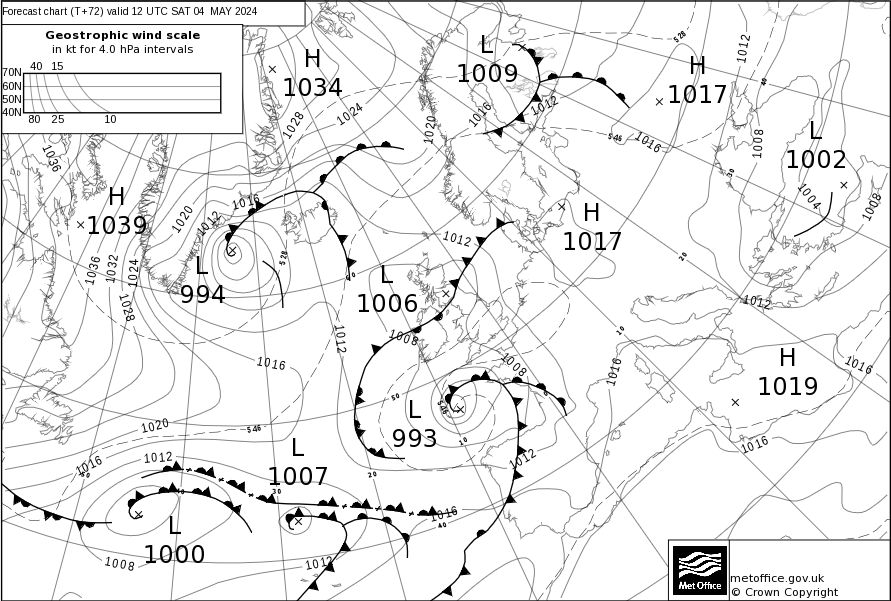 Forecast chart (T+72) valid 12 UTC SAT 04 MAY 2024
Geostrophic wind scale
in kt for 4.0 hPa intervals
40 15
70N
60N
50N
40N
80 25 10
H
1034
L
1009
H
1017
L
1002
H
1039
H
1017
L
994
L
1006
H
1019
L
993
L
1007
L
1000
1036
1028
1024
1020
1016
1012
1016
1012
1008
1004
1008
528
546
1020
1012
1016
1036
1032
1024
1028
528
1012
1008
1012
1016
1012
1008
1016
1016
1016
1020
546
1016
1012
1012
1016
1008
1012
546
40
30
20
10
50
10
20
30
40
40
Met Office
metoffice.gov.uk
© Crown Copyright